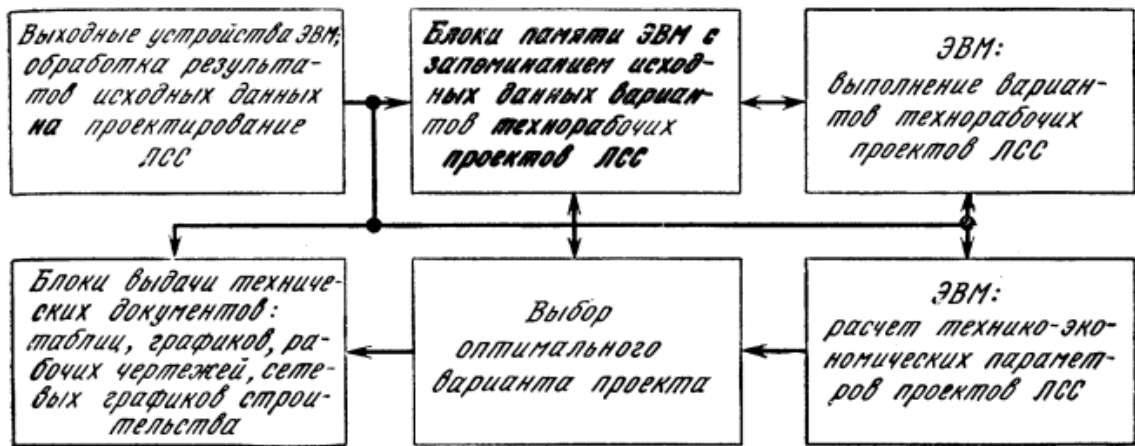 Выходные устройства ЭВМ;
обработка результа-
тов исходных данных
на проектирование
ЛСС
Блоки памяти ЭВМ с
запоминанием исход-
ных данных вариан-
тов технорабочих
проектов ЛСС
ЭВМ:
выполнение вариан-
тов технорабочих
проектов ЛСС
Блоки выдачи техниче-
ских документов:
таблиц, графиков, ра-
бочих чертежей, сете-
вых графиков строи-
тельства
Выбор
оптимального
варианта проекта
ЭВМ:
расчет технико-эко-
номических парамет-
ров проектов ЛСС